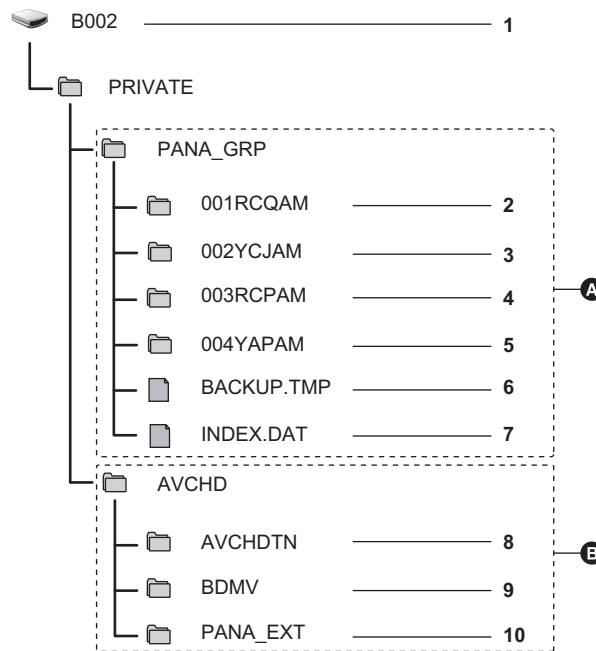 B002 1
PRIVATE
PANA_GRP
001RCQAM 2
002YCJAM 3
003RCPAM 4
004YAPAM 5
BACKUP.TMP 6
INDEX.DAT 7
A
AVCHD
AVCHDTN 8
BDMV 9
PANA_EXT 10
B